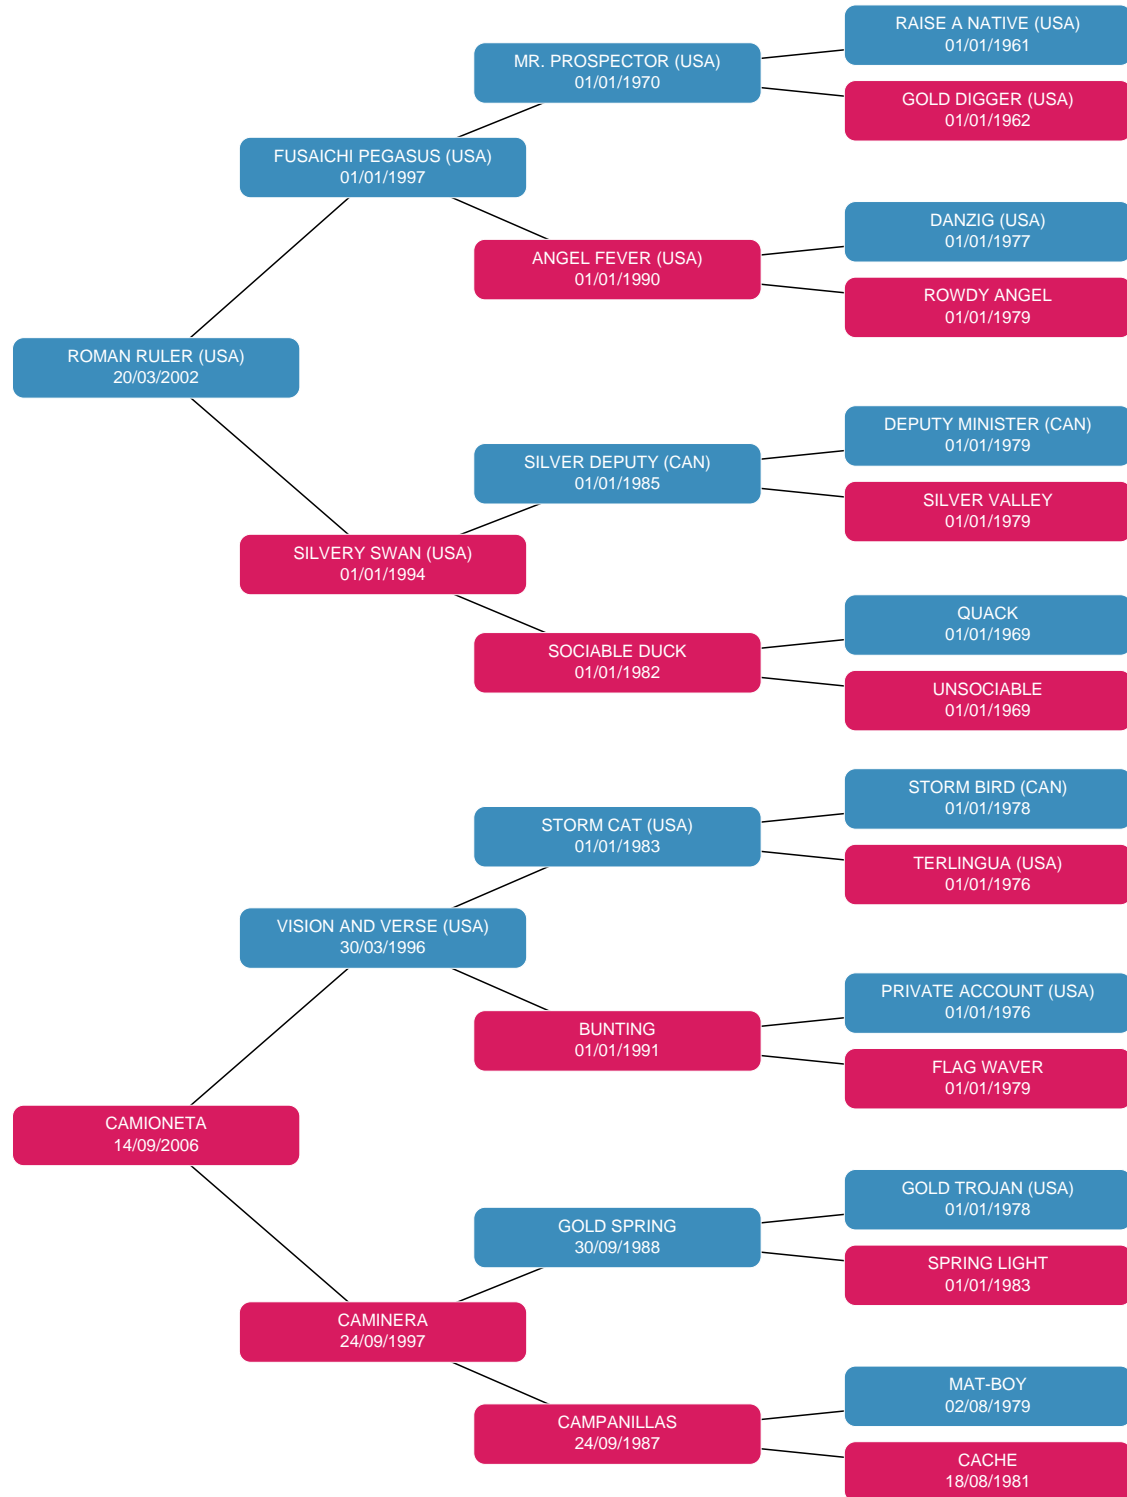 RAISE A NATIVE (USA)
01/01/1961
MR. PROSPECTOR (USA)
01/01/1970
GOLD DIGGER (USA)
01/01/1962
FUSAICHI PEGASUS (USA)
01/01/1997
DANZIG (USA)
01/01/1977
ANGEL FEVER (USA)
01/01/1990
ROWDY ANGEL
01/01/1979
ROMAN RULER (USA)
20/03/2002
DEPUTY MINISTER (CAN)
01/01/1979
SILVER DEPUTY (CAN)
01/01/1985
SILVER VALLEY
01/01/1979
SILVERY SWAN (USA)
01/01/1994
QUACK
01/01/1969
SOCIABLE DUCK
01/01/1982
UNSOCIABLE
01/01/1969
STORM BIRD (CAN)
01/01/1978
STORM CAT (USA)
01/01/1983
TERLINGUA (USA)
01/01/1976
VISION AND VERSE (USA)
30/03/1996
PRIVATE ACCOUNT (USA)
01/01/1976
BUNTING
01/01/1991
FLAG WAVER
01/01/1979
CAMIONETA
14/09/2006
GOLD TROJAN (USA)
01/01/1978
GOLD SPRING
30/09/1988
SPRING LIGHT
01/01/1983
CAMINERA
24/09/1997
MAT-BOY
02/08/1979
CAMPANILLAS
24/09/1987
CACHE
18/08/1981